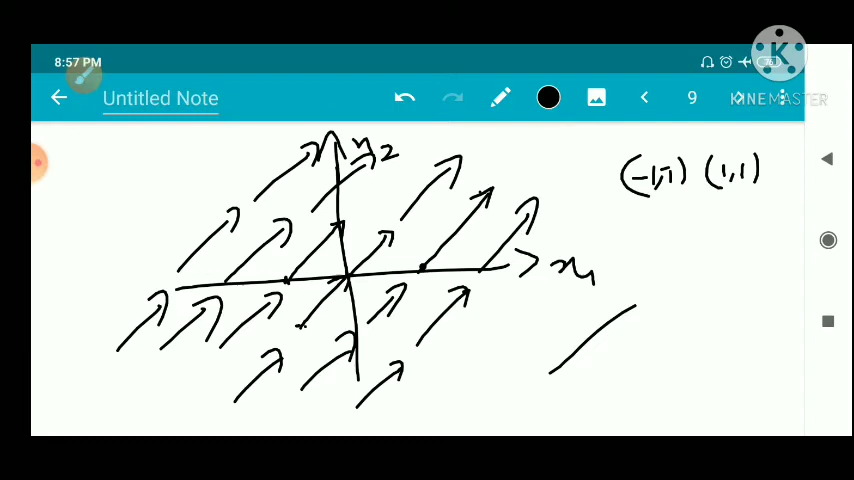 8:57 PM
Untitled Note
9
K
KINEMASTER
x2
(-1,-1) (1,1)
x1